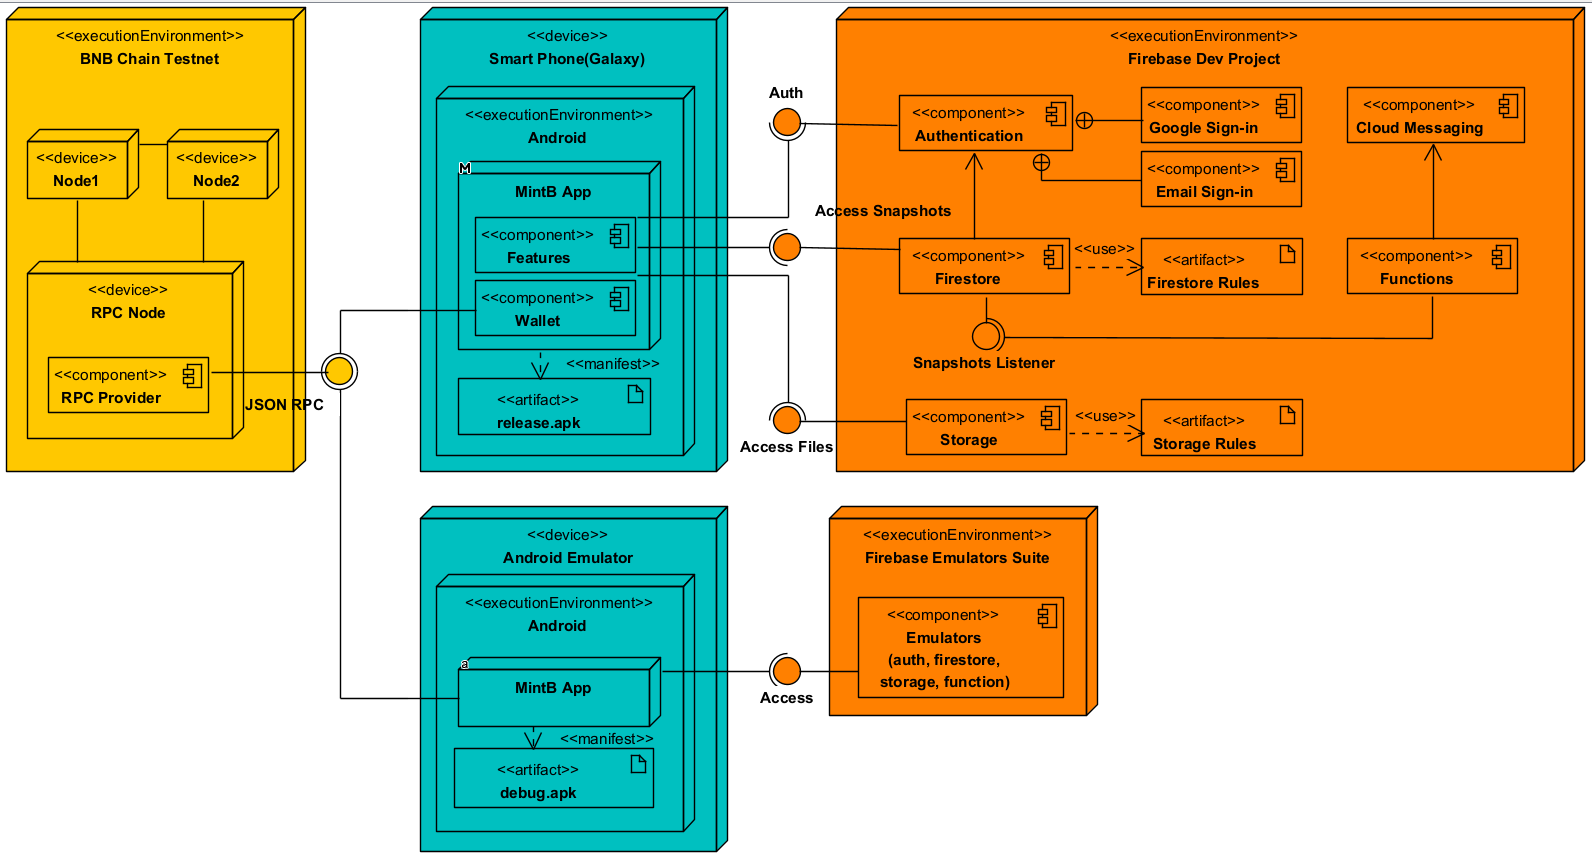 <<executionEnvironment>>
BNB Chain Testnet
<<device>>
Node1
<<device>>
Node2
<<device>>
RPC Node
<<component>>
RPC Provider
JSON RPC
<<device>>
Smart Phone(Galaxy)
<<executionEnvironment>>
Android
M
MintB App
<<component>>
Features
<<component>>
Wallet
<<manifest>>
<<artifact>>
release.apk
Auth
Access Snapshots
Access Files
<<executionEnvironment>>
Firebase Dev Project
<<component>>
Authentication
<<component>>
Google Sign-in
<<component>>
Email Sign-in
<<component>>
Cloud Messaging
<<component>>
Firestore
<<use>>
<<artifact>>
Firestore Rules
<<component>>
Functions
Snapshots Listener
<<component>>
Storage
<<use>>
<<artifact>>
Storage Rules
<<device>>
Android Emulator
<<executionEnvironment>>
Android
a
MintB App
<<manifest>>
<<artifact>>
debug.apk
Access
<<executionEnvironment>>
Firebase Emulators Suite
<<component>>
Emulators
(auth, firestore,
storage, function)